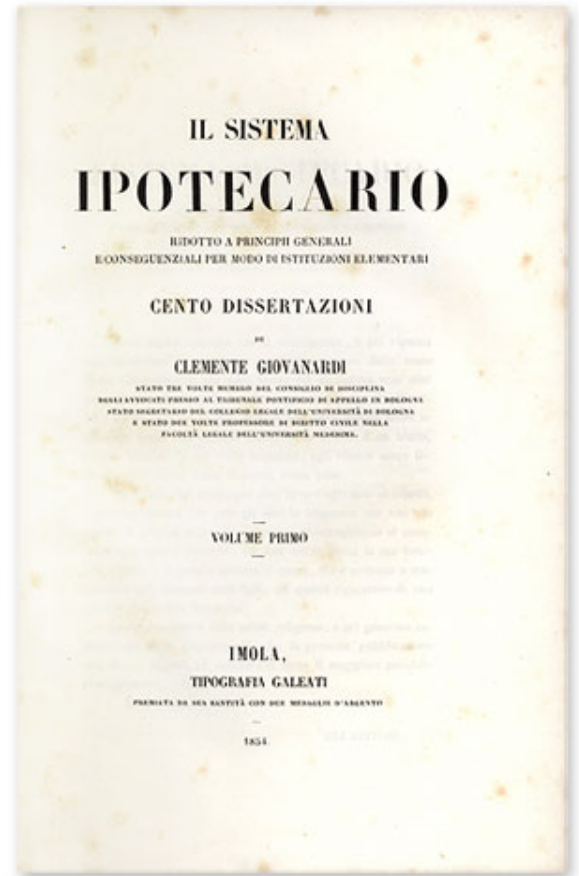 IL SISTEMA
IPOTECARIO
RIDOTTO A PRINCIPII GENERALI
E CONSEGUENZIALI PER MODO DI ISTITUZIONI ELEMENTARI
CENTO DISSERTAZIONI
DI
CLEMENTE GIOVANARDI
STATO TRE VOLTE MEMBRO DEL CONSIGLIO DI DISCIPLINA
DEGLI AVVOCATI PRESSO AL TRIBUNALE PONTIFICIO DI APPELLO IN BOLOGNA
STATO SEGRETARIO DEL COLLEGIO LEGALE DELL'UNIVERSITÀ DI BOLOGNA
E STATO DUE VOLTE PROFESSORE DI DIRITTO CIVILE NELLA
FACOLTÀ LEGALE DELL'UNIVERSITÀ MEDESIMA.
VOLUME PRIMO
IMOLA,
TIPOGRAFIA GALEATI
PREMIATA DA SUA SANTITÀ CON DUE MEDAGLIE D'ARGENTO
1854.